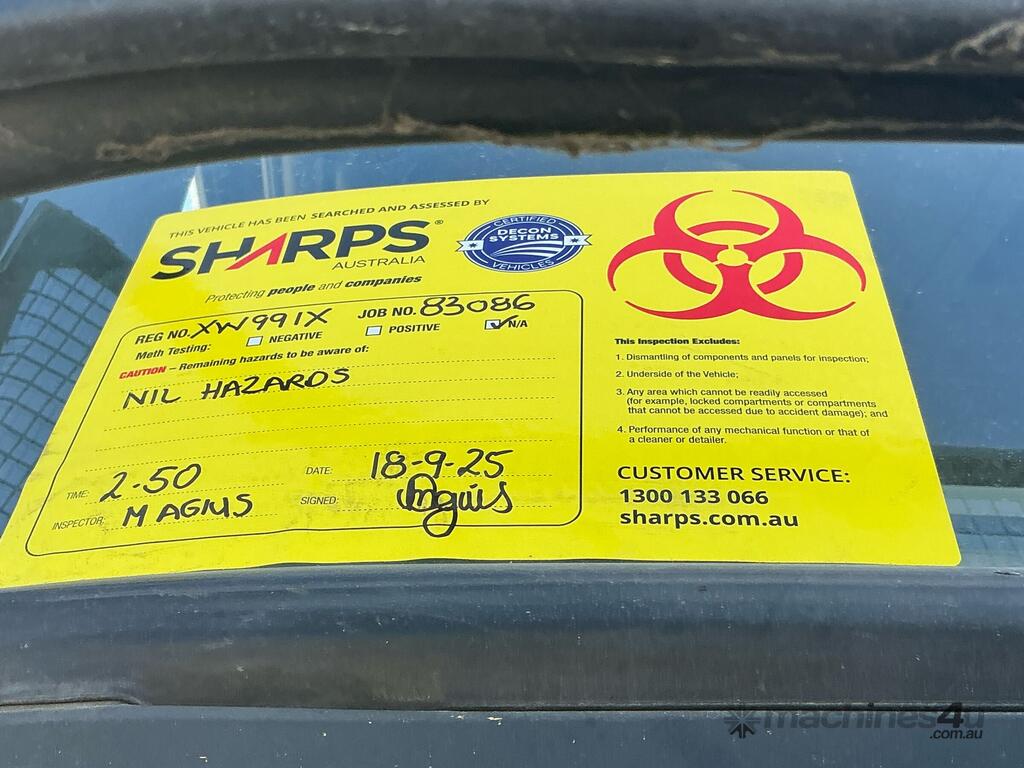 THIS VEHICLE HAS BEEN SEARCHED AND ASSESSED BY
SHARPS®
AUSTRALIA
Protecting people and companies
CERTIFIED
DECON
SYSTEMS
VEHICLES
REG NO. XW991X JOB NO. 83086
Meth Testing: NEGATIVE POSITIVE N/A
CAUTION – Remaining hazards to be aware of:
NIL HAZARDS
TIME: 2-50 DATE: 18-9-25
INSPECTOR: M AGIUS SIGNED: MAgius
This Inspection Excludes:
1. Dismantling of components and panels for inspection;
2. Underside of the Vehicle;
3. Any area which cannot be readily accessed
(for example, locked compartments or compartments
that cannot be accessed due to accident damage); and
4. Performance of any mechanical function or that of
a cleaner or detailer.
CUSTOMER SERVICE:
1300 133 066
sharps.com.au
machines4u
.com.au